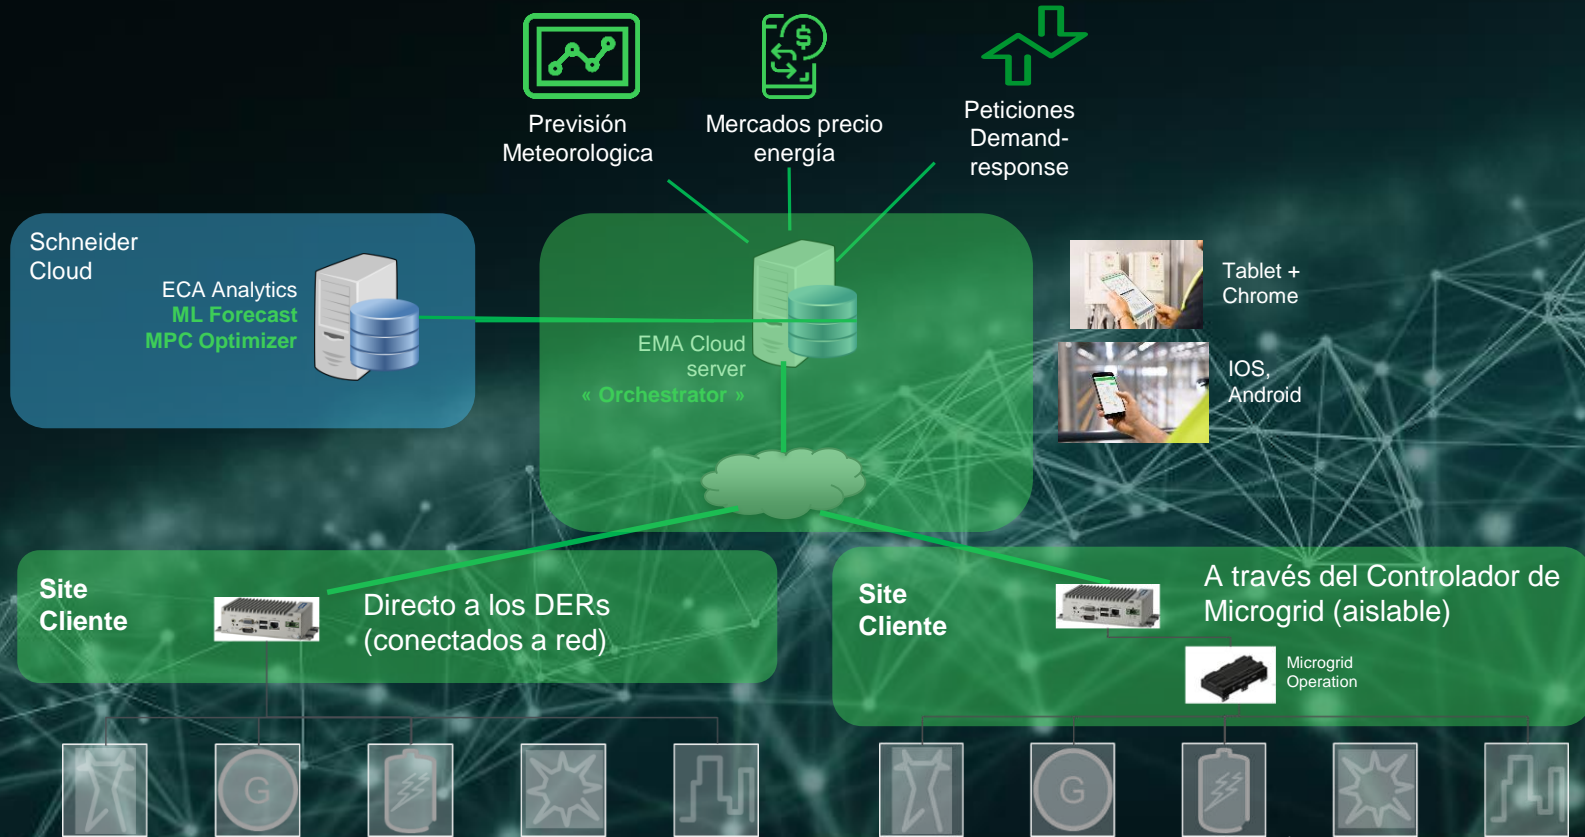 Previsión
Meteorologica
Mercados precio
energía
Peticiones
Demand-
response
Schneider
Cloud
ECA Analytics
ML Forecast
MPC Optimizer
EMA Cloud
server
« Orchestrator »
Tablet +
Chrome
IOS,
Android
Site
Cliente
Directo a los DERs
(conectados a red)
Site
Cliente
A través del Controlador de
Microgrid (aislable)
Microgrid
Operation
$
G
G